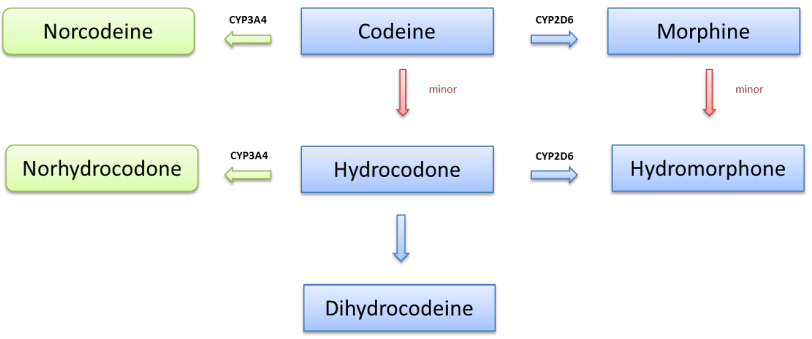 Norcodeine
CYP3A4
Codeine
CYP2D6
Morphine
minor
minor
Norhydrocodone
CYP3A4
Hydrocodone
CYP2D6
Hydromorphone
Dihydrocodeine